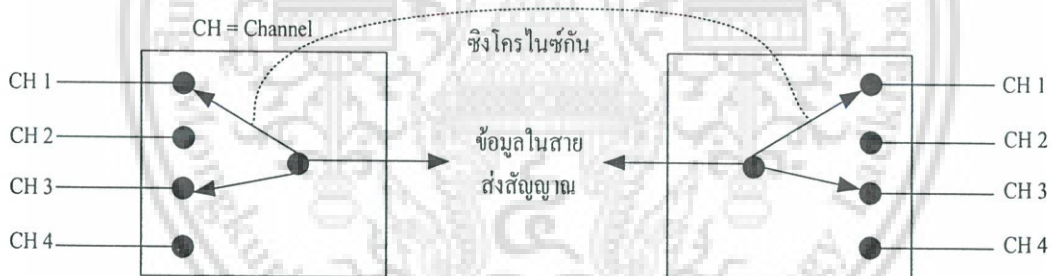 CH = Channel
ซิงโครไนซ์กัน
CH 1
CH 2
CH 3
CH 4
ข้อมูลในสาย
ส่งสัญญาณ
CH 1
CH 2
CH 3
CH 4